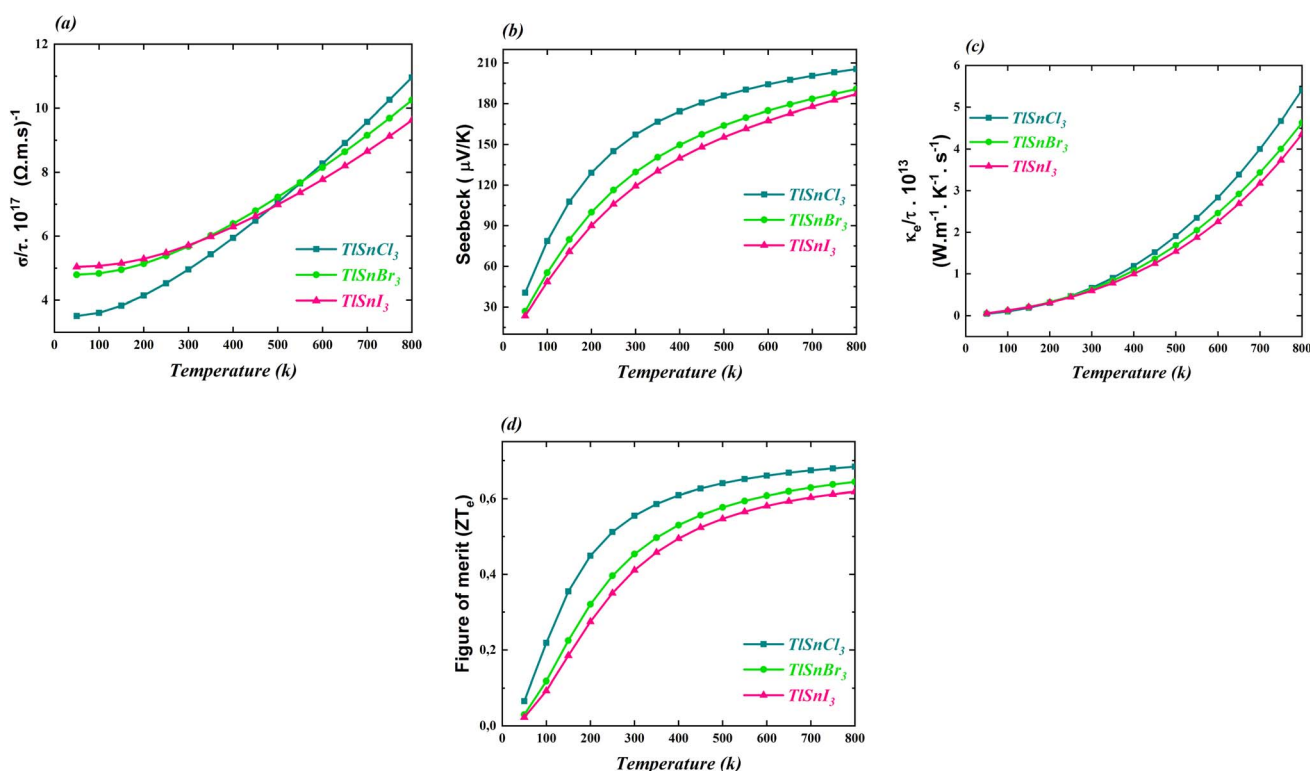 (a)
σ/τ. 10¹⁷ (Ω.m.s)⁻¹
12
10
8
6
4
0 100 200 300 400 500 600 700 800
Temperature (k)
TlSnCl₃
TlSnBr₃
TlSnI₃
(b)
Seebeck ( μV/K)
210
180
150
120
90
60
30
0 100 200 300 400 500 600 700 800
Temperature (k)
TlSnCl₃
TlSnBr₃
TlSnI₃
(c)
κₑ/τ . 10¹³
(W.m⁻¹. K⁻¹. s⁻¹)
6
5
4
3
2
1
0
0 100 200 300 400 500 600 700 800
Temperature (k)
TlSnCl₃
TlSnBr₃
TlSnI₃
(d)
Figure of merit (ZTₑ)
0,6
0,4
0,2
0,0
0 100 200 300 400 500 600 700 800
Temperature (k)
TlSnCl₃
TlSnBr₃
TlSnI₃